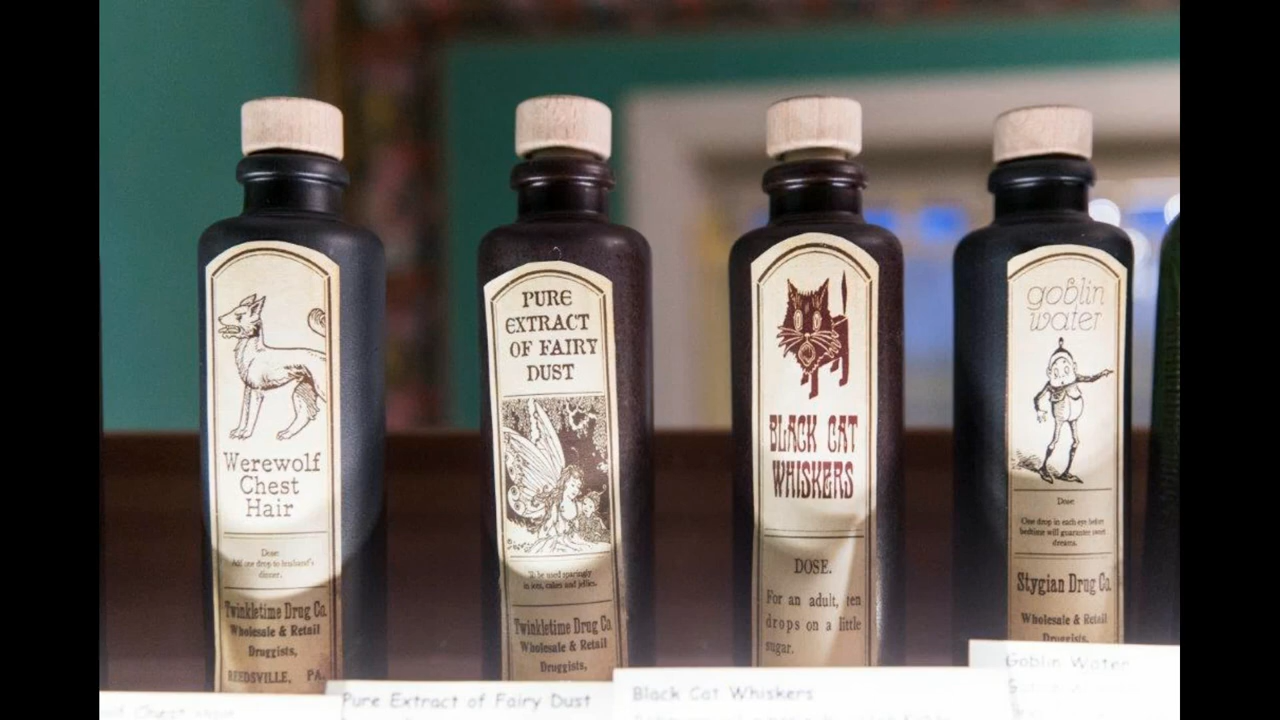 Werewolf
Chest
Hair
Dose:
Add one drop to husband's
dinner.
Twinkletime Drug Co.
Wholesale & Retail
Druggists,
REEDSVILLE, PA.
PURE
EXTRACT
OF FAIRY
DUST
To be used sparingly
in ices, cakes and jellies.
Twinkletime Drug Co.
Wholesale & Retail
Druggists,
BLACK CAT
WHISKERS
DOSE.
For an adult, ten
drops on a little
sugar.
goblin
water
Dose:
One drop in each eye before
bedtime will guarantee sweet
dreams.
Stygian Drug Co.
Wholesale & Retail
Druggists,
Chest
Pure Extract of Fairy Dust
Black Cat Whiskers
Goblin Water